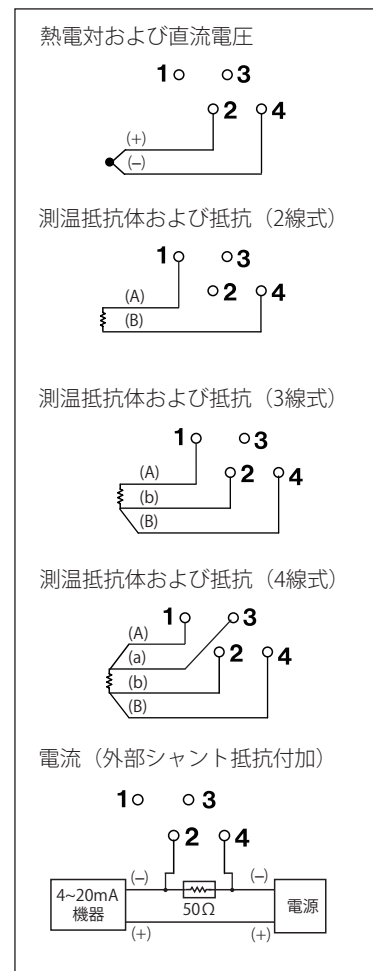 熱電対および直流電圧
1 3
2 4
(+)
(−)
測温抵抗体および抵抗（2線式）
1 3
(A) 2 4
(B)
測温抵抗体および抵抗（3線式）
1 3
(A) 2 4
(b)
(B)
測温抵抗体および抵抗（4線式）
1 3
(A)
(a) 2 4
(b)
(B)
電流（外部シャント抵抗付加）
1 3
2 4
(−) (−)
4~20mA
機器 50Ω 電源
(+) (+)